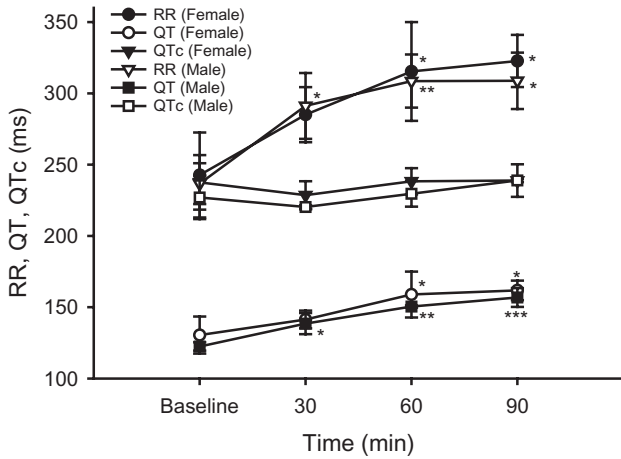 RR (Female)
QT (Female)
QTc (Female)
RR (Male)
QT (Male)
QTc (Male)
RR, QT, QTc (ms)
350
300
250
200
150
100
*
*
*
**
*
*
*
*
**
***
Baseline
30
60
90
Time (min)